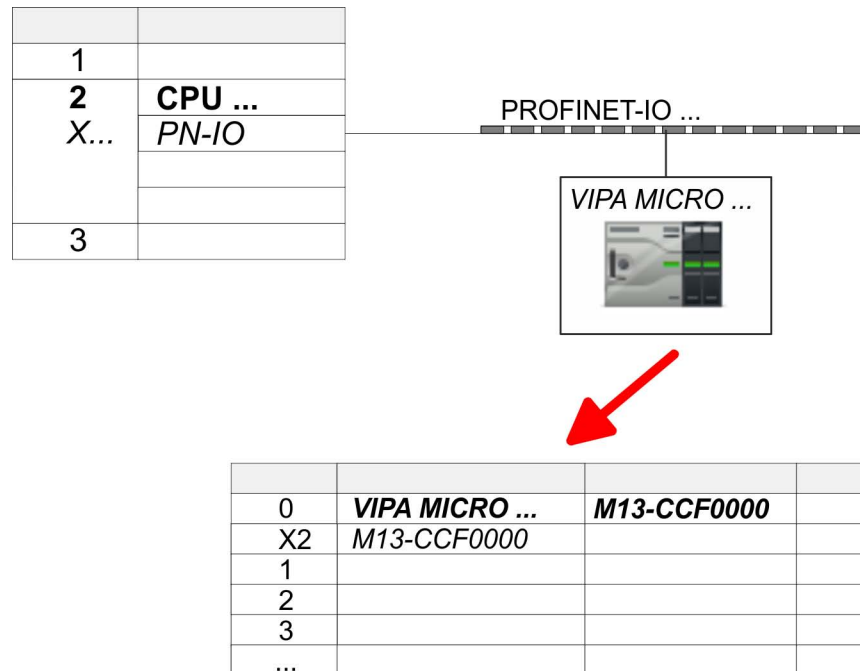 1
2 CPU ...
X... PN-IO
3
PROFINET-IO ...
VIPA MICRO ...
0 VIPA MICRO ... M13-CCF0000
X2 M13-CCF0000
1
2
3
...